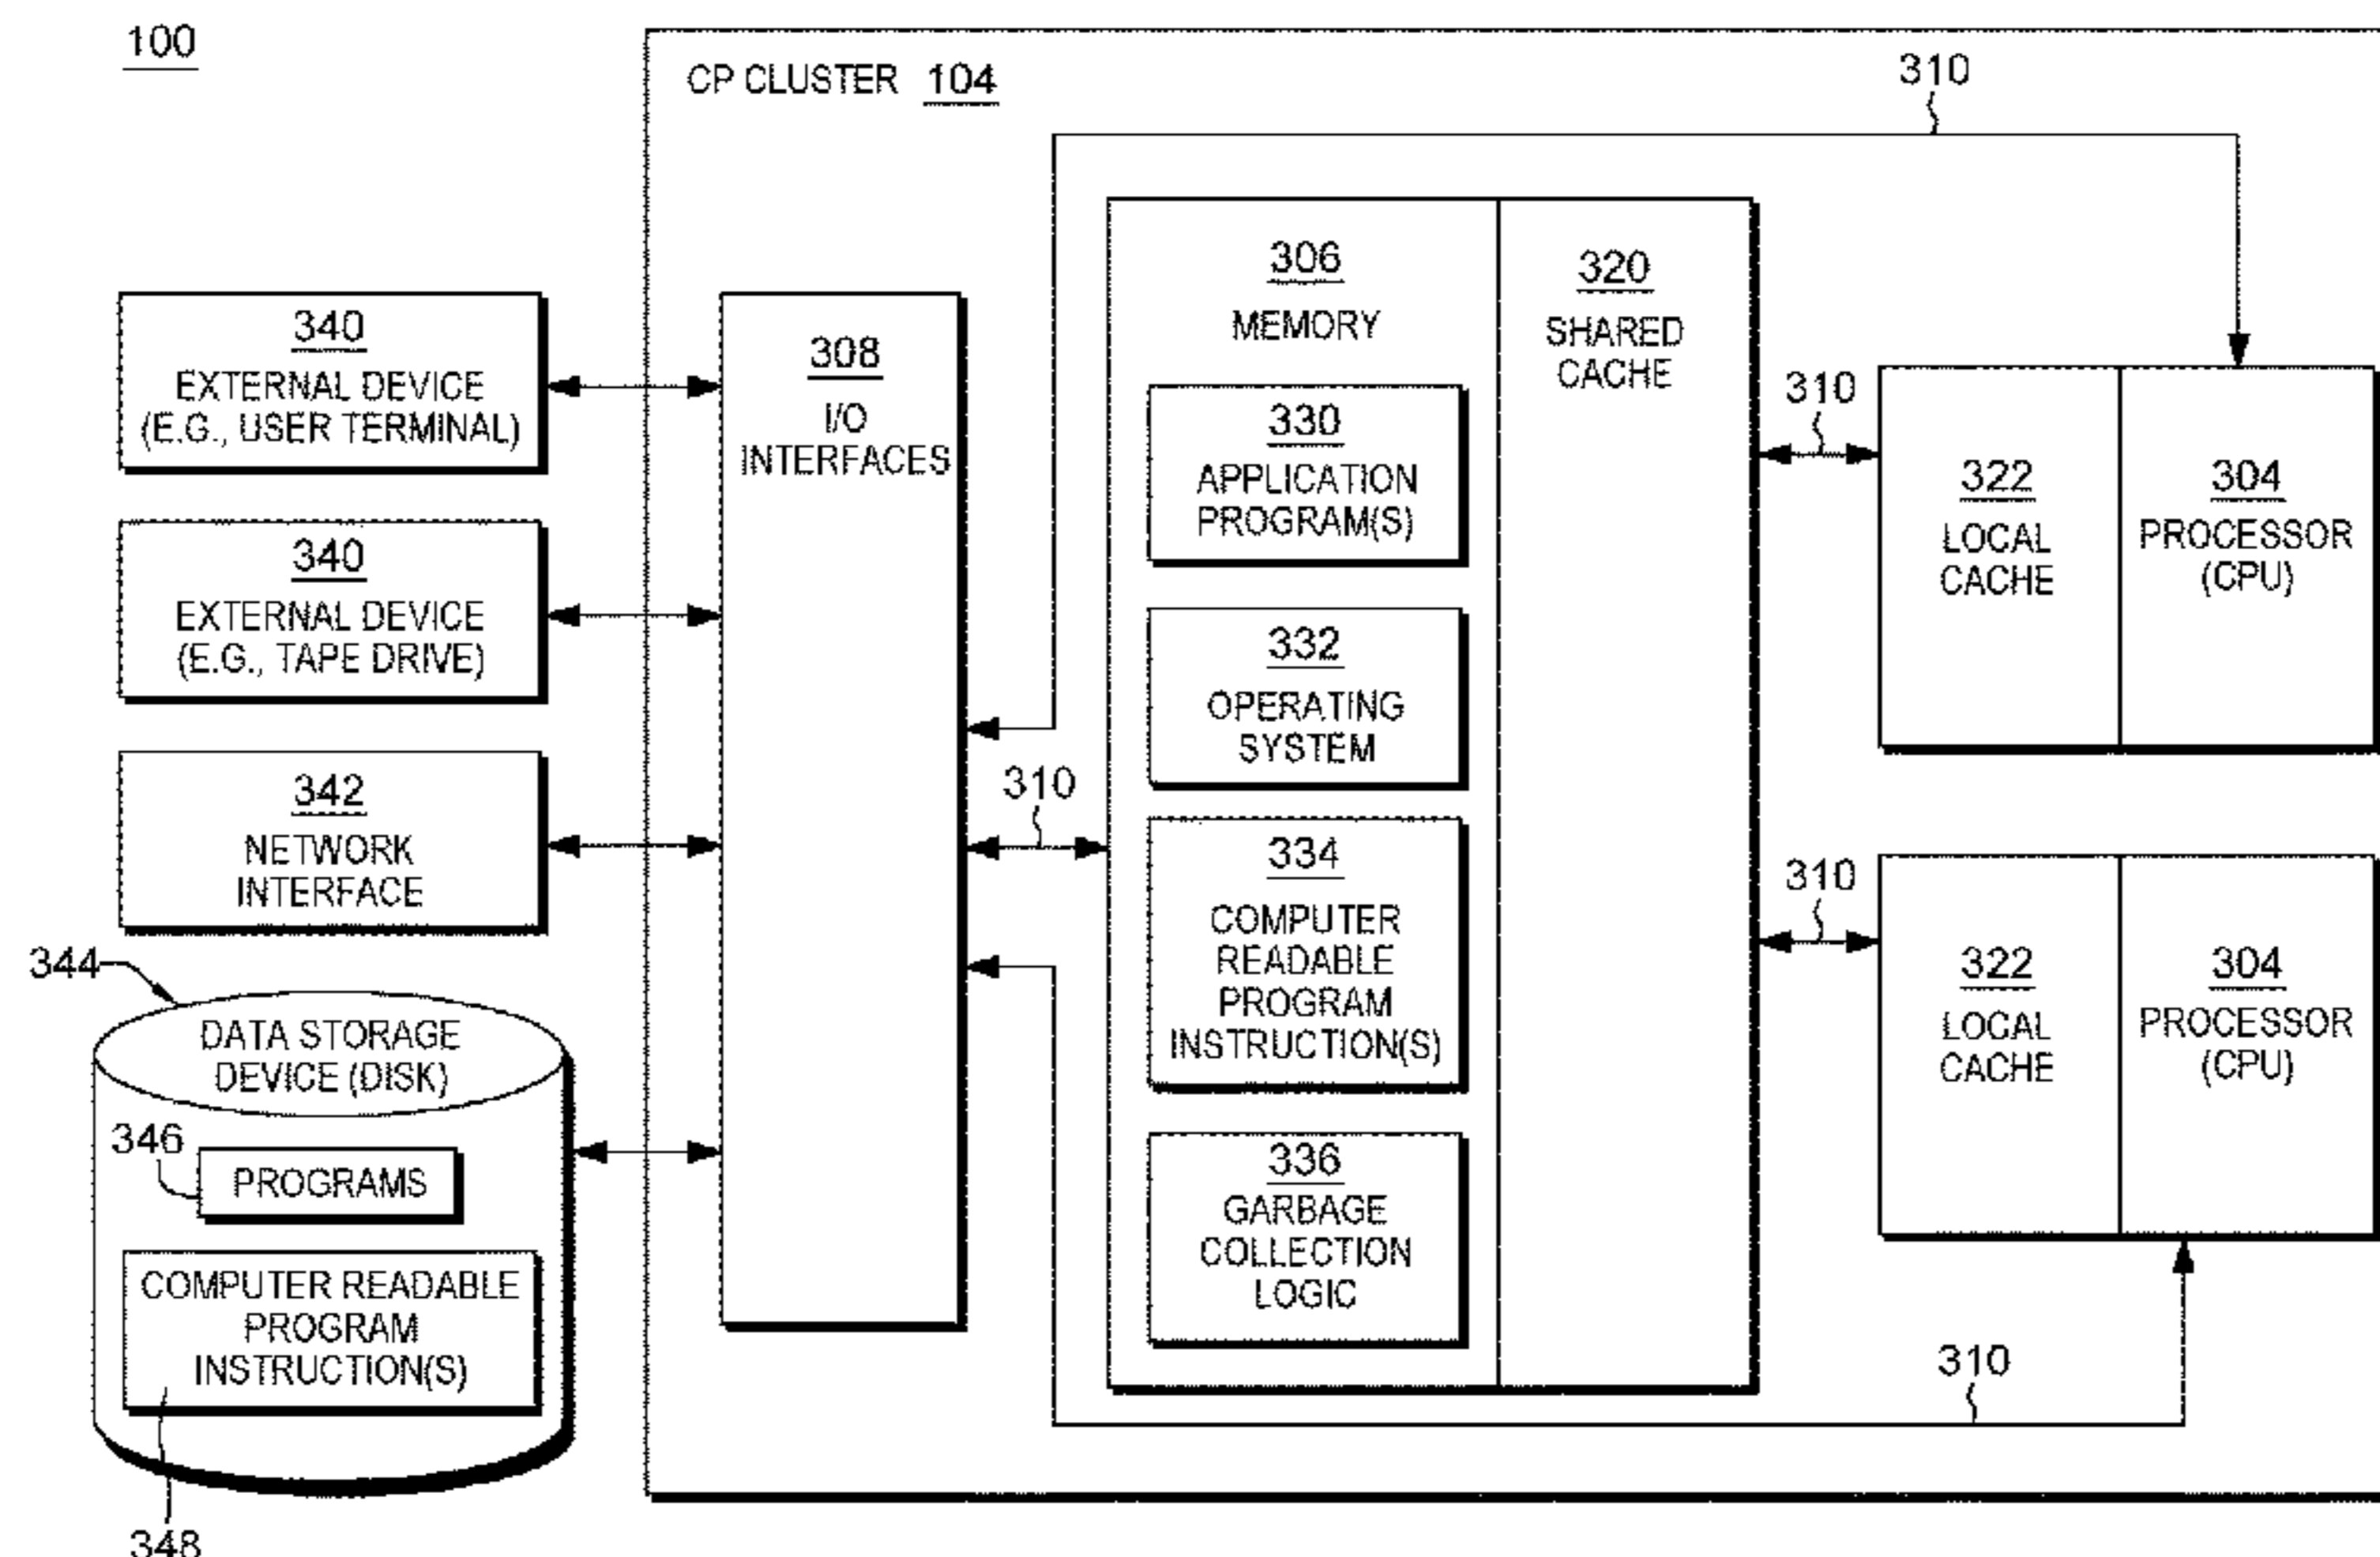 100
CP CLUSTER 104
310
340
EXTERNAL DEVICE
(E.G., USER TERMINAL)
340
EXTERNAL DEVICE
(E.G., TAPE DRIVE)
342
NETWORK
INTERFACE
344
DATA STORAGE
DEVICE (DISK)
346
PROGRAMS
COMPUTER READABLE
PROGRAM
INSTRUCTION(S)
348
308
I/O
INTERFACES
310
306
MEMORY
330
APPLICATION
PROGRAM(S)
332
OPERATING
SYSTEM
334
COMPUTER
READABLE
PROGRAM
INSTRUCTION(S)
336
GARBAGE
COLLECTION
LOGIC
320
SHARED
CACHE
310
322
LOCAL
CACHE
304
PROCESSOR
(CPU)
310
322
LOCAL
CACHE
304
PROCESSOR
(CPU)
310